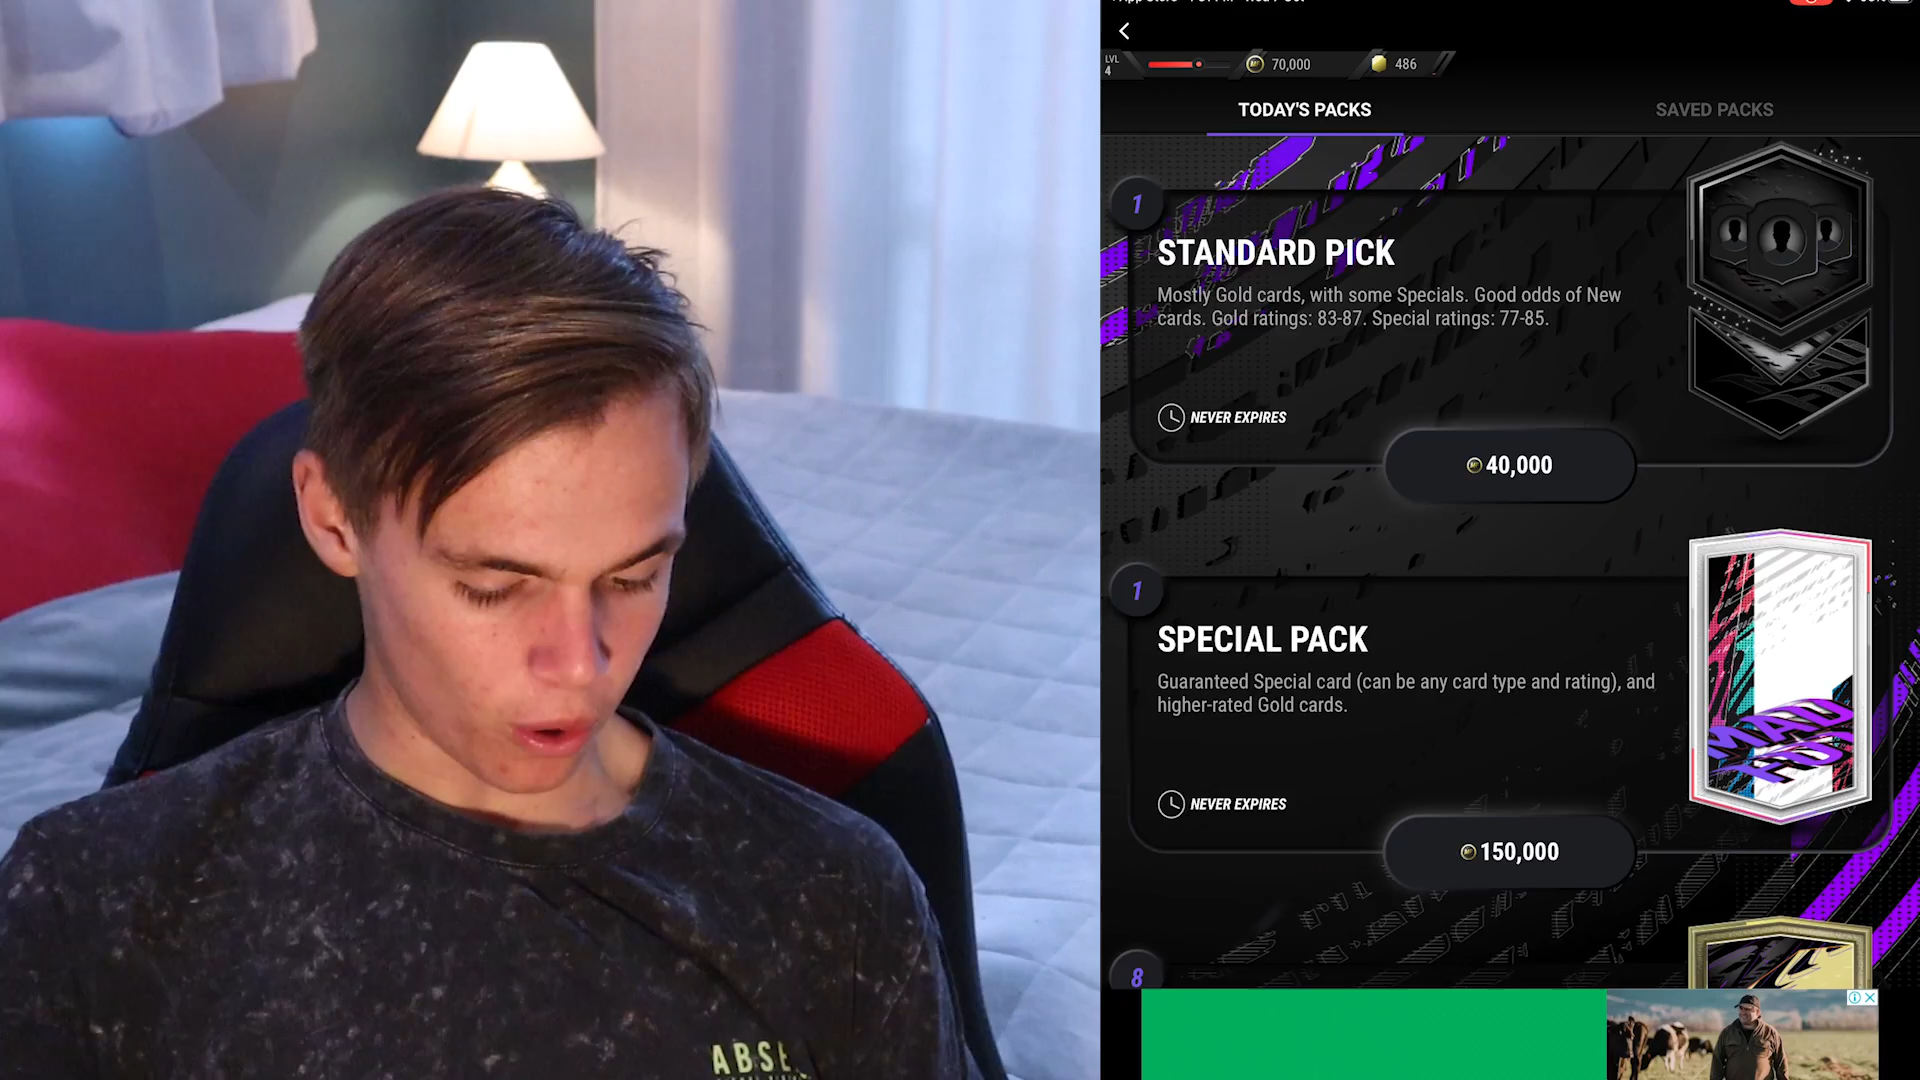 LVL
4
70,000
486
TODAY'S PACKS
SAVED PACKS
1
STANDARD PICK
Mostly Gold cards, with some Specials. Good odds of New
cards. Gold ratings: 83-87. Special ratings: 77-85.
NEVER EXPIRES
40,000
1
SPECIAL PACK
Guaranteed Special card (can be any card type and rating), and
higher-rated Gold cards.
MAD
FUT
NEVER EXPIRES
150,000
8
ABSE